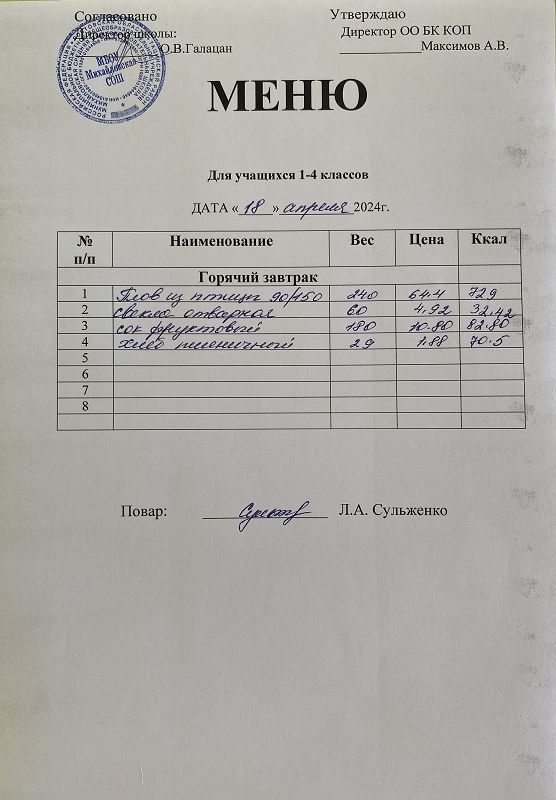 Согласовано Утверждаю
Директор школы: Директор ОО БК КОП
О.В.Галацан Максимов А.В.
МБОУ
Михайловская
СОШ
МЕНЮ
Для учащихся 1-4 классов
ДАТА « 18 » апреля 2024г.
№ п/п Наименование Вес Цена Ккал
Горячий завтрак
1 Плов из птицы 90/150 240 64.4 729
2 свекла отварная 60 4.92 32,42
3 сок фруктовый 180 10.80 82.80
4 хлеб пшеничный 29 1.88 70.5
5
6
7
8
Повар: Л.А. Сульженко